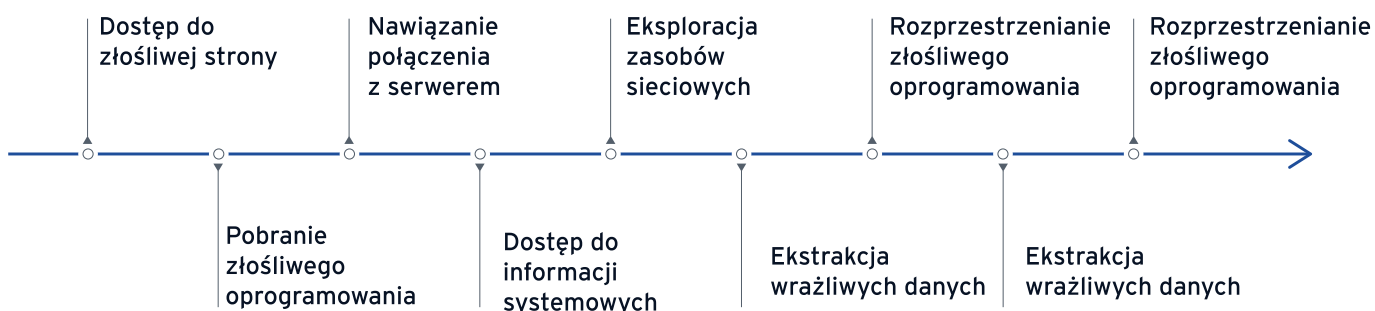 Dostęp do
złośliwej strony
Pobranie
złośliwego
oprogramowania
Nawiązanie
połączenia
z serwerem
Dostęp do
informacji
systemowych
Eksploracja
zasobów
sieciowych
Ekstrakcja
wrażliwych danych
Rozprzestrzenianie
złośliwego
oprogramowania
Ekstrakcja
wrażliwych danych
Rozprzestrzenianie
złośliwego
oprogramowania